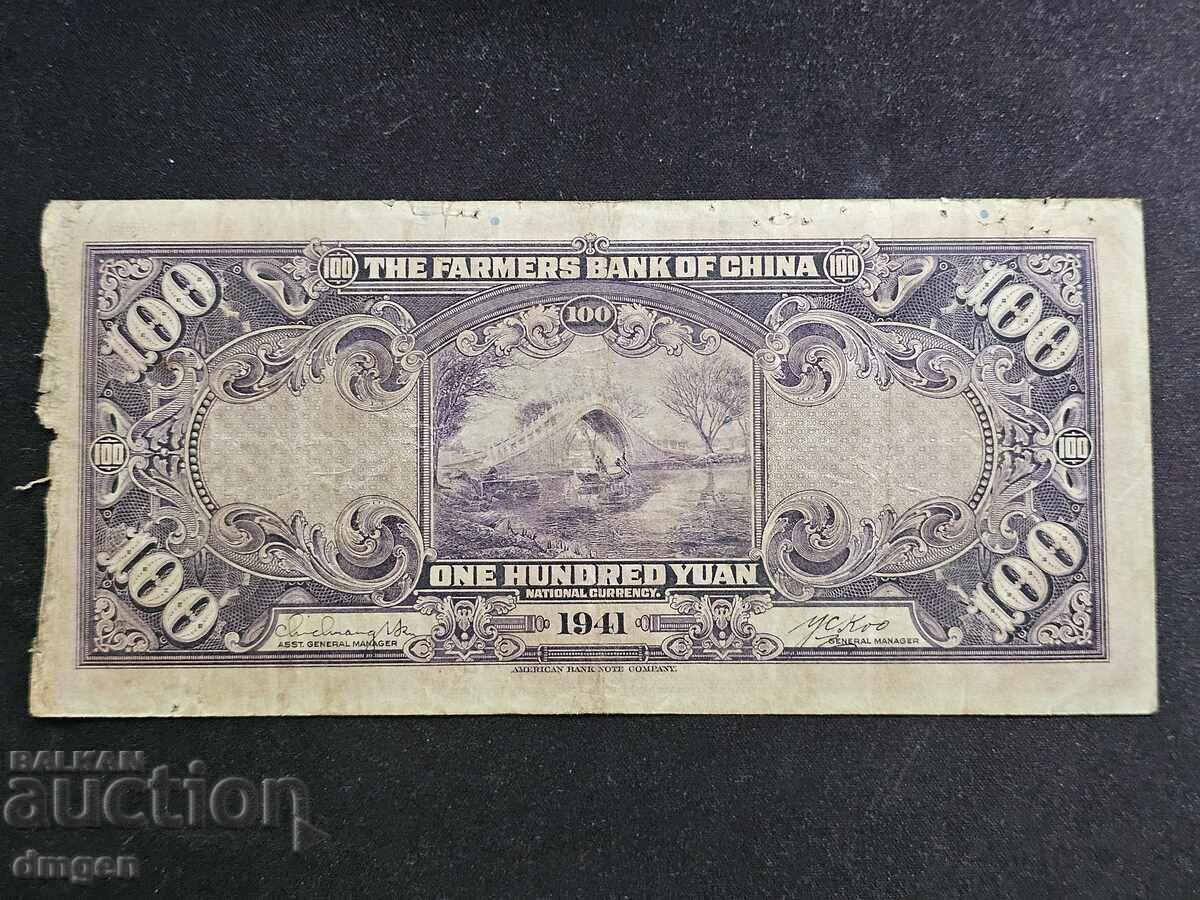 100 THE FARMERS BANK OF CHINA 100
100 100 100
100 100
ONE HUNDRED YUAN
NATIONAL CURRENCY.
100 1941 100
ASST. GENERAL MANAGER Y.C. Koo GENERAL MANAGER
AMERICAN BANK NOTE COMPANY.
BALKAN
auction
dmgen